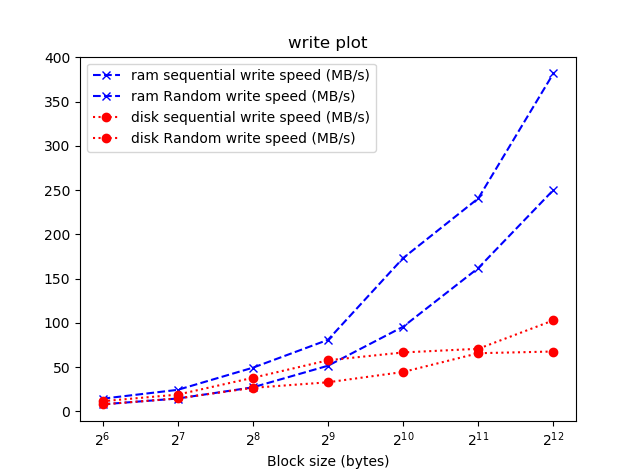 write plot
400
350
300
250
200
150
100
50
0
ram sequential write speed (MB/s)
ram Random write speed (MB/s)
disk sequential write speed (MB/s)
disk Random write speed (MB/s)
2^6 2^7 2^8 2^9 2^10 2^11 2^12
Block size (bytes)